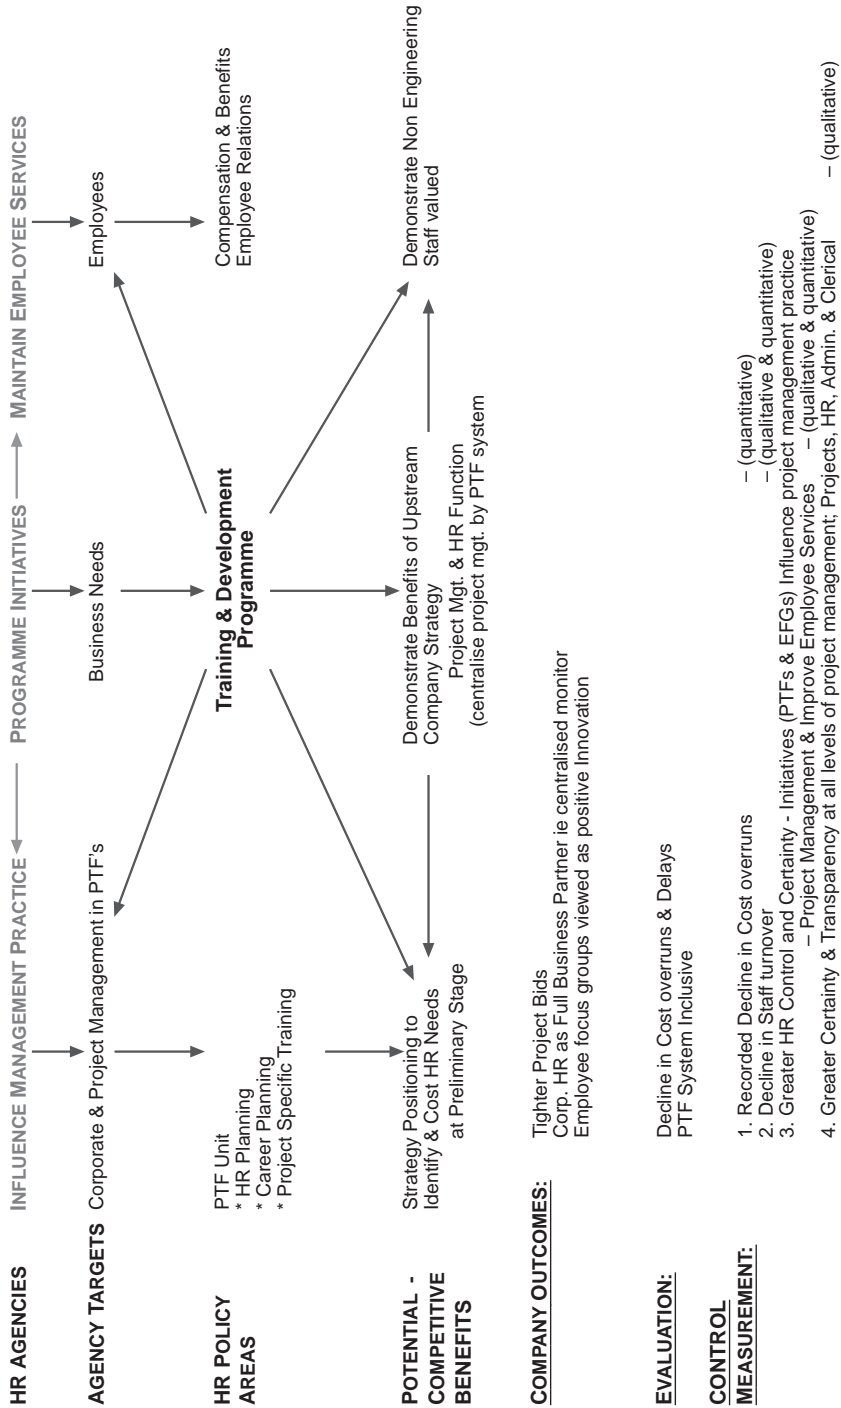 HR AGENCIES
INFLUENCE MANAGEMENT PRACTICE
PROGRAMME INITIATIVES
MAINTAIN EMPLOYEE SERVICES
AGENCY TARGETS
Corporate & Project Management in PTF's
Business Needs
Employees
HR POLICY
AREAS
PTF Unit
* HR Planning
* Career Planning
* Project Specific Training
Training & Development
Programme
Compensation & Benefits
Employee Relations
POTENTIAL -
COMPETITIVE
BENEFITS
Strategy Positioning to
Identify & Cost HR Needs
at Preliminary Stage
Demonstrate Benefits of Upstream
Company Strategy
Project Mgt. & HR Function
(centralise project mgt. by PTF system
Demonstrate Non Engineering
Staff valued
COMPANY OUTCOMES:
Tighter Project Bids
Corp. HR as Full Business Partner ie centralised monitor
Employee focus groups viewed as positive Innovation
EVALUATION:
Decline in Cost overruns & Delays
PTF System Inclusive
CONTROL
MEASUREMENT:
1. Recorded Decline in Cost overruns – (quantitative)
2. Decline in Staff turnover – (qualitative & quantitative)
3. Greater HR Control and Certainty - Initiatives (PTFs & EFGs) Influence project management practice
– Project Management & Improve Employee Services – (qualitative & quantitative)
4. Greater Certainty & Transparency at all levels of project management; Projects, HR, Admin. & Clerical – (qualitative)